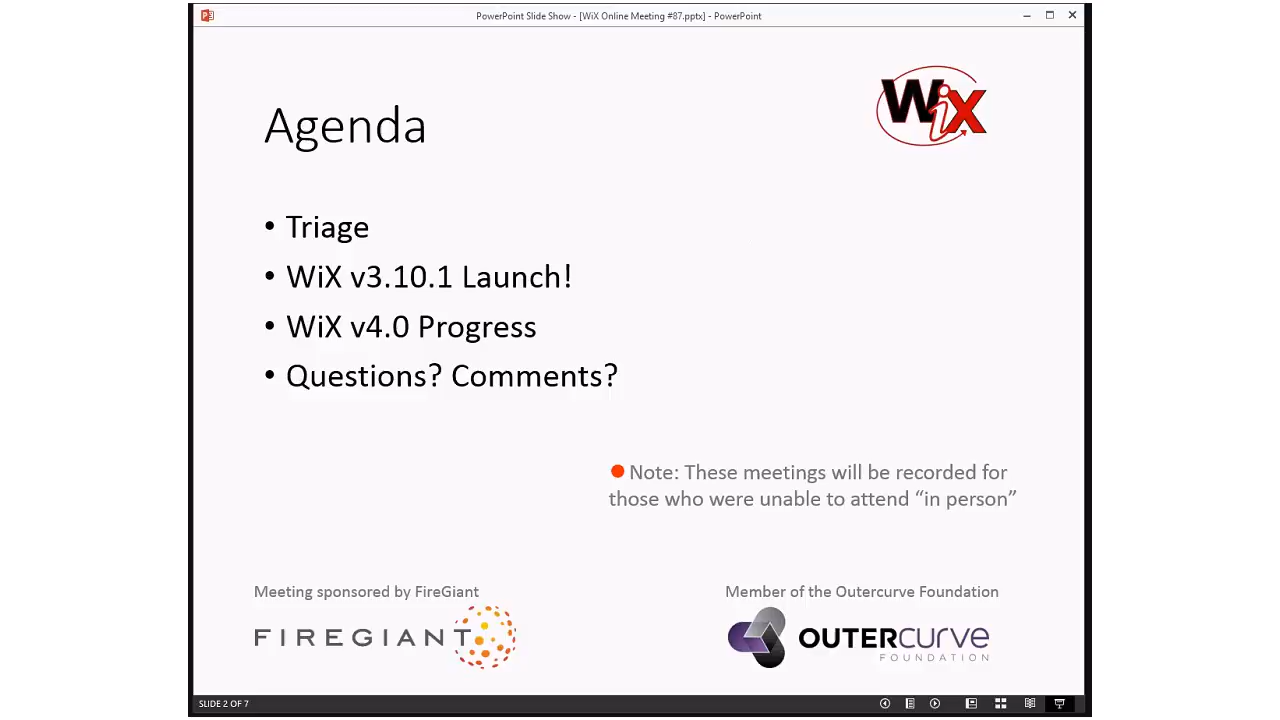 PowerPoint Slide Show - [WiX Online Meeting #87.pptx] - PowerPoint
WiX
Agenda
• Triage
• WiX v3.10.1 Launch!
• WiX v4.0 Progress
• Questions? Comments?
Note: These meetings will be recorded for
those who were unable to attend “in person”
Meeting sponsored by FireGiant
FIREGIANT
Member of the Outercurve Foundation
OUTERCURVE
FOUNDATION
SLIDE 2 OF 7